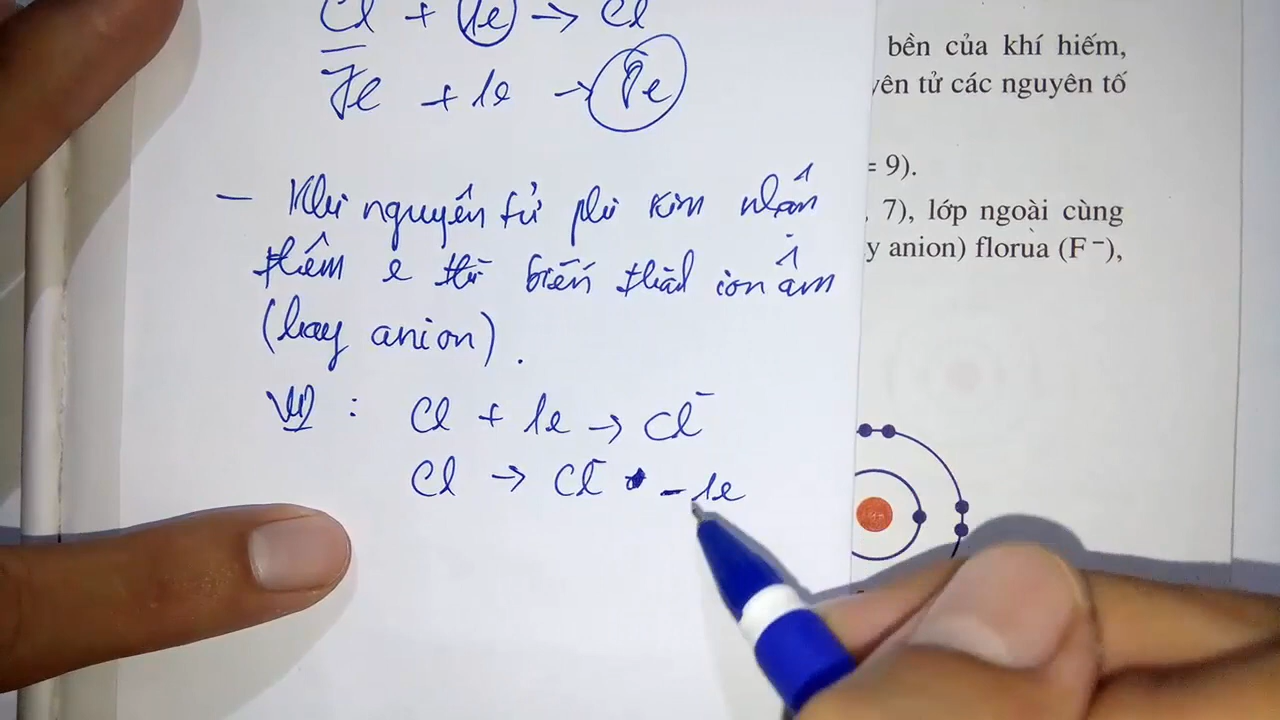 Cl + 1e → Cl
bền của khí hiếm,
yên tử các nguyên tố
Fe + 1e →
= 9).
, 7), lớp ngoài cùng
y anion) florua (F⁻),
– Khi nguyên tử phi kim nhận
thêm e thì biến thành ion âm
(hay anion).
VD : Cl + 1e → Cl⁻
Cl → Cl⁻ - 1e